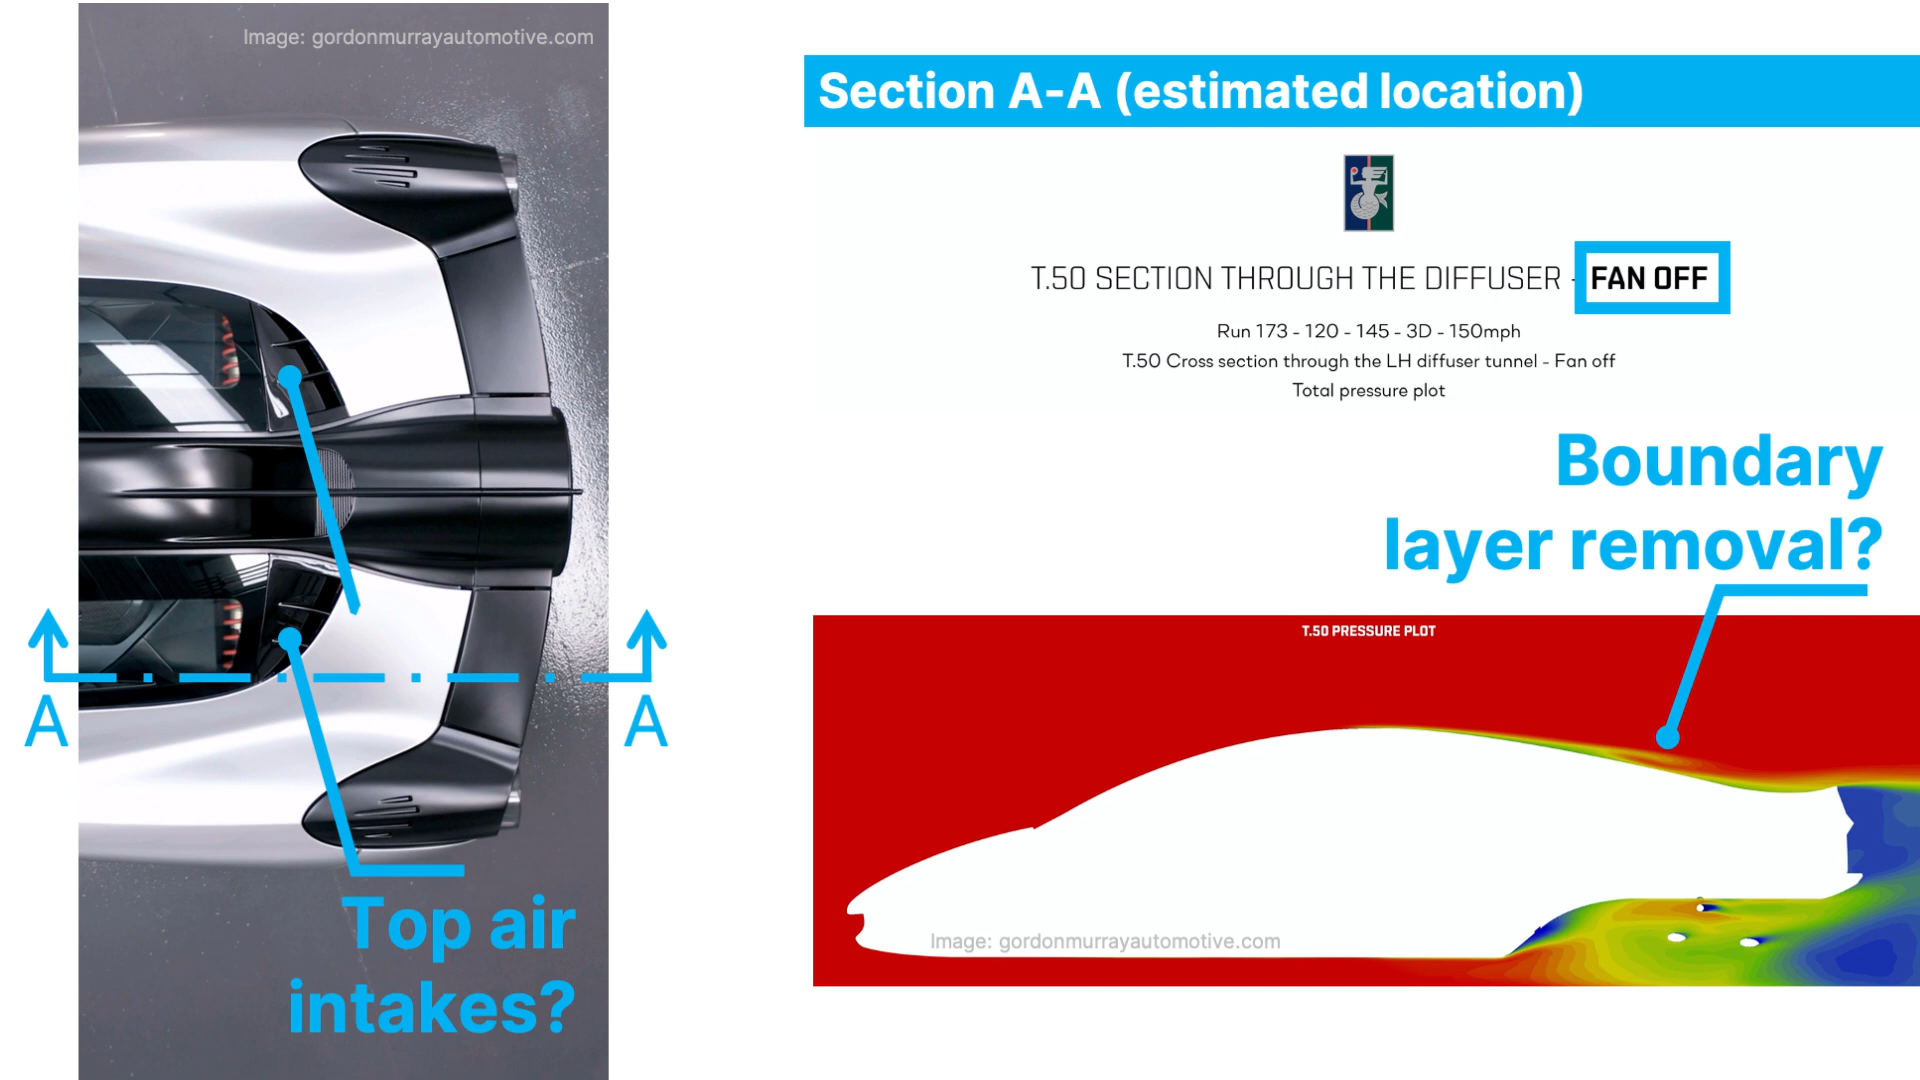 Image: gordonmurrayautomotive.com
A
A
Top air
intakes?
Section A-A (estimated location)
T.50 SECTION THROUGH THE DIFFUSER - FAN OFF
Run 173 - 120 - 145 - 3D - 150mph
T.50 Cross section through the LH diffuser tunnel - Fan off
Total pressure plot
Boundary
layer removal?
T.50 PRESSURE PLOT
Image: gordonmurrayautomotive.com